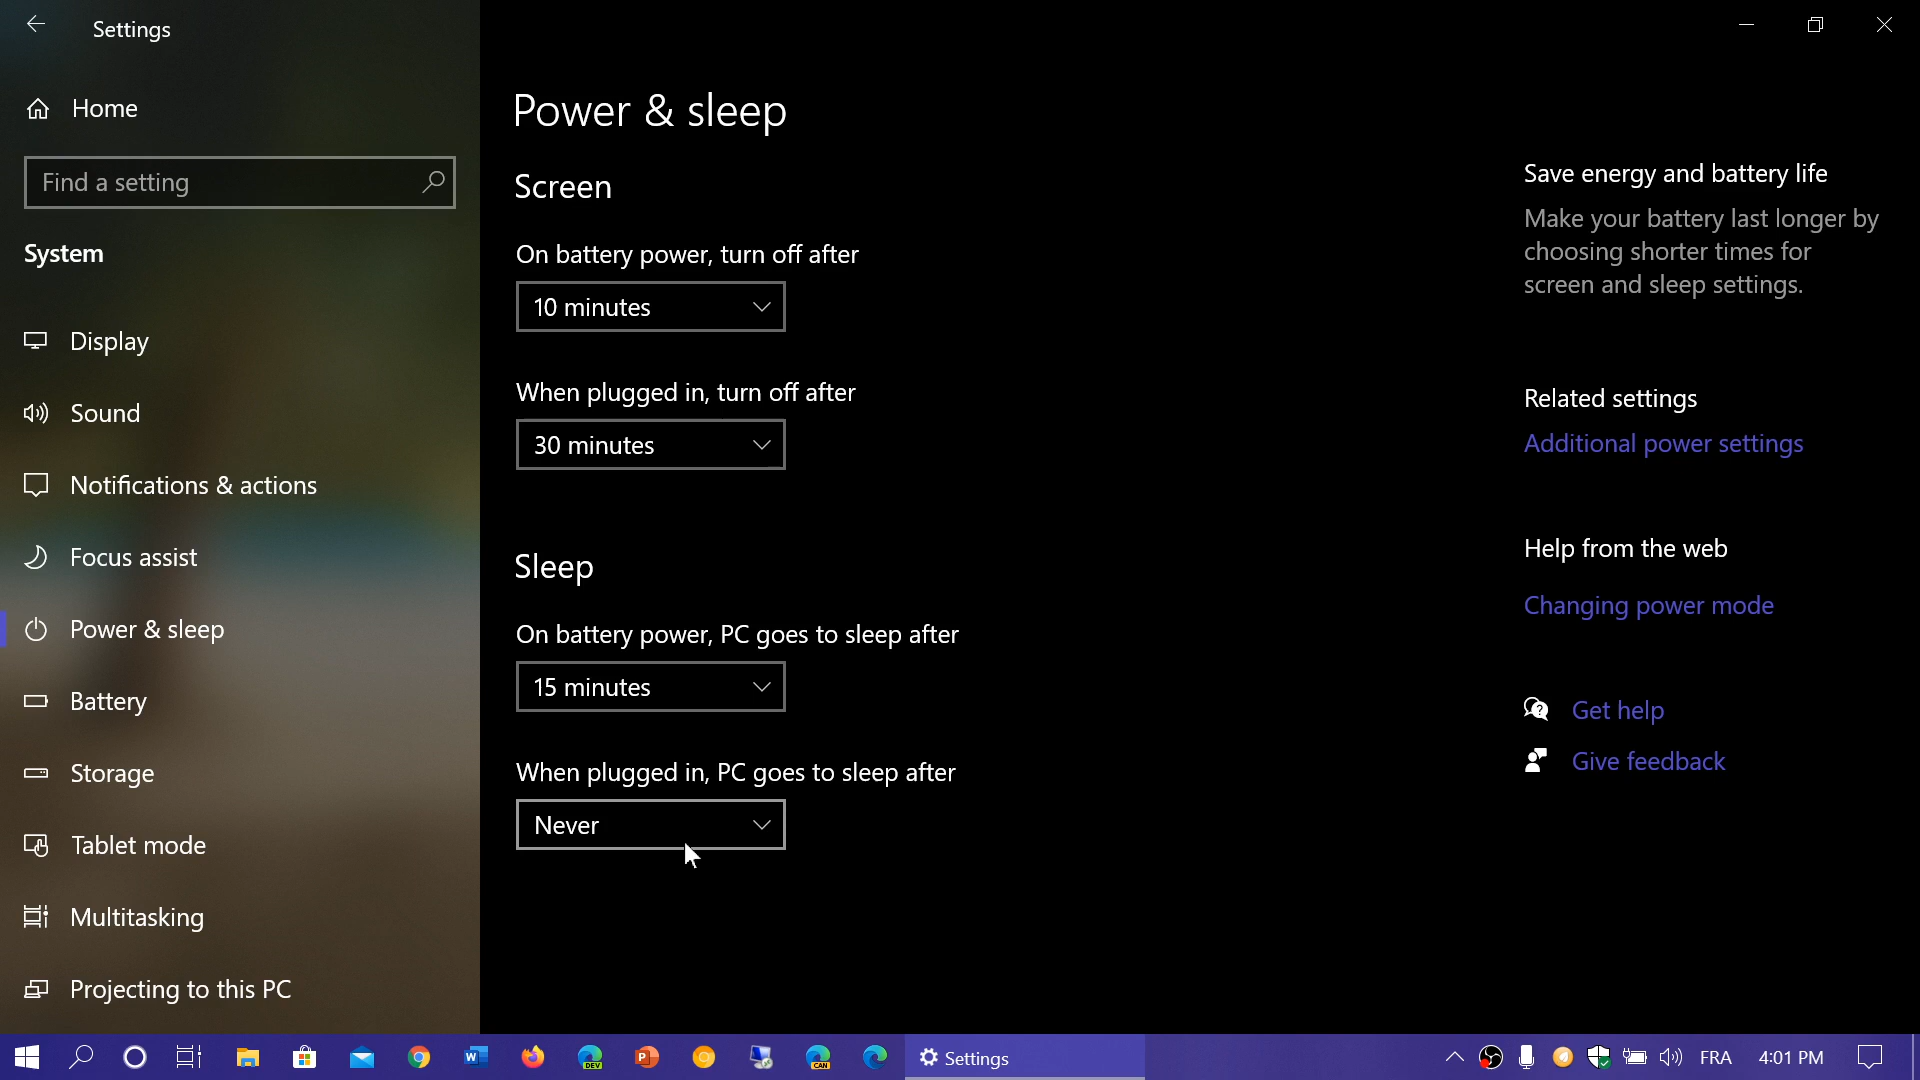 Settings
Home
Find a setting
System
Display
Sound
Notifications & actions
Focus assist
Power & sleep
Battery
Storage
Tablet mode
Multitasking
Projecting to this PC
Power & sleep
Screen
On battery power, turn off after
10 minutes
When plugged in, turn off after
30 minutes
Sleep
On battery power, PC goes to sleep after
15 minutes
When plugged in, PC goes to sleep after
Never
Save energy and battery life
Make your battery last longer by
choosing shorter times for
screen and sleep settings.
Related settings
Additional power settings
Help from the web
Changing power mode
Get help
Give feedback
W
DEV
P
CAN
Settings
FRA
4:01 PM